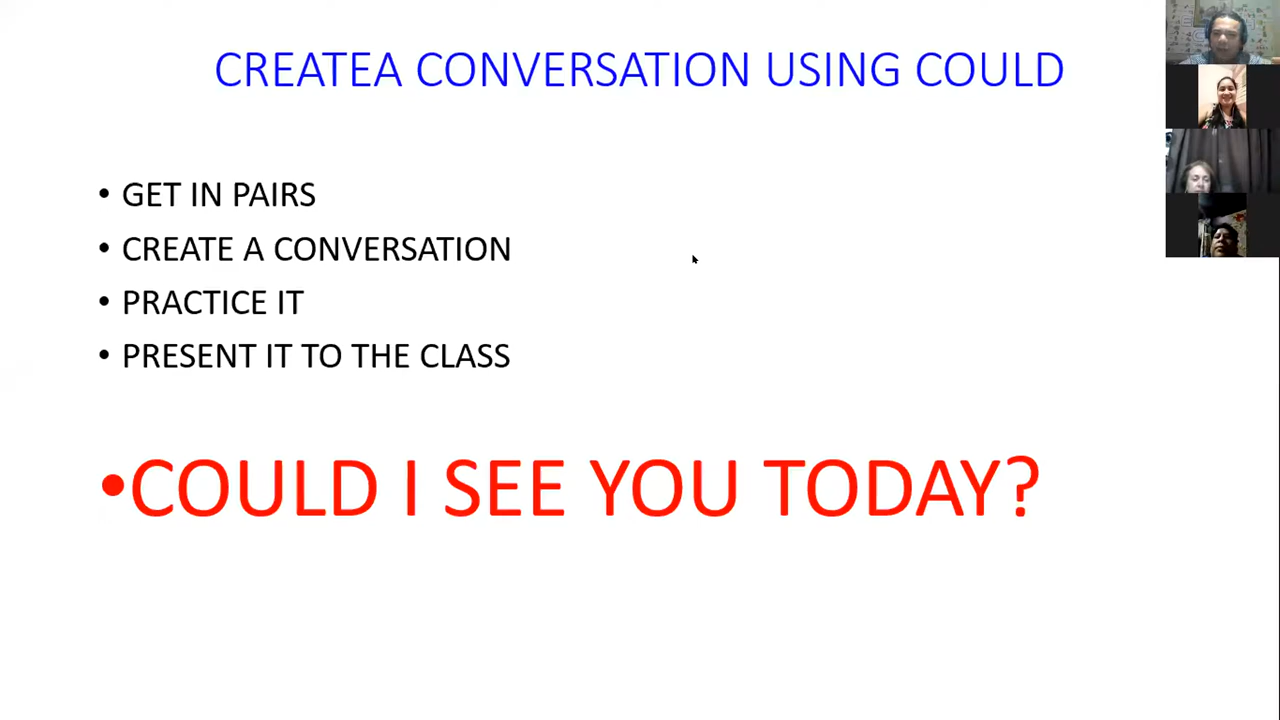 CREATEA CONVERSATION USING COULD
• GET IN PAIRS
• CREATE A CONVERSATION
• PRACTICE IT
• PRESENT IT TO THE CLASS
•COULD I SEE YOU TODAY?